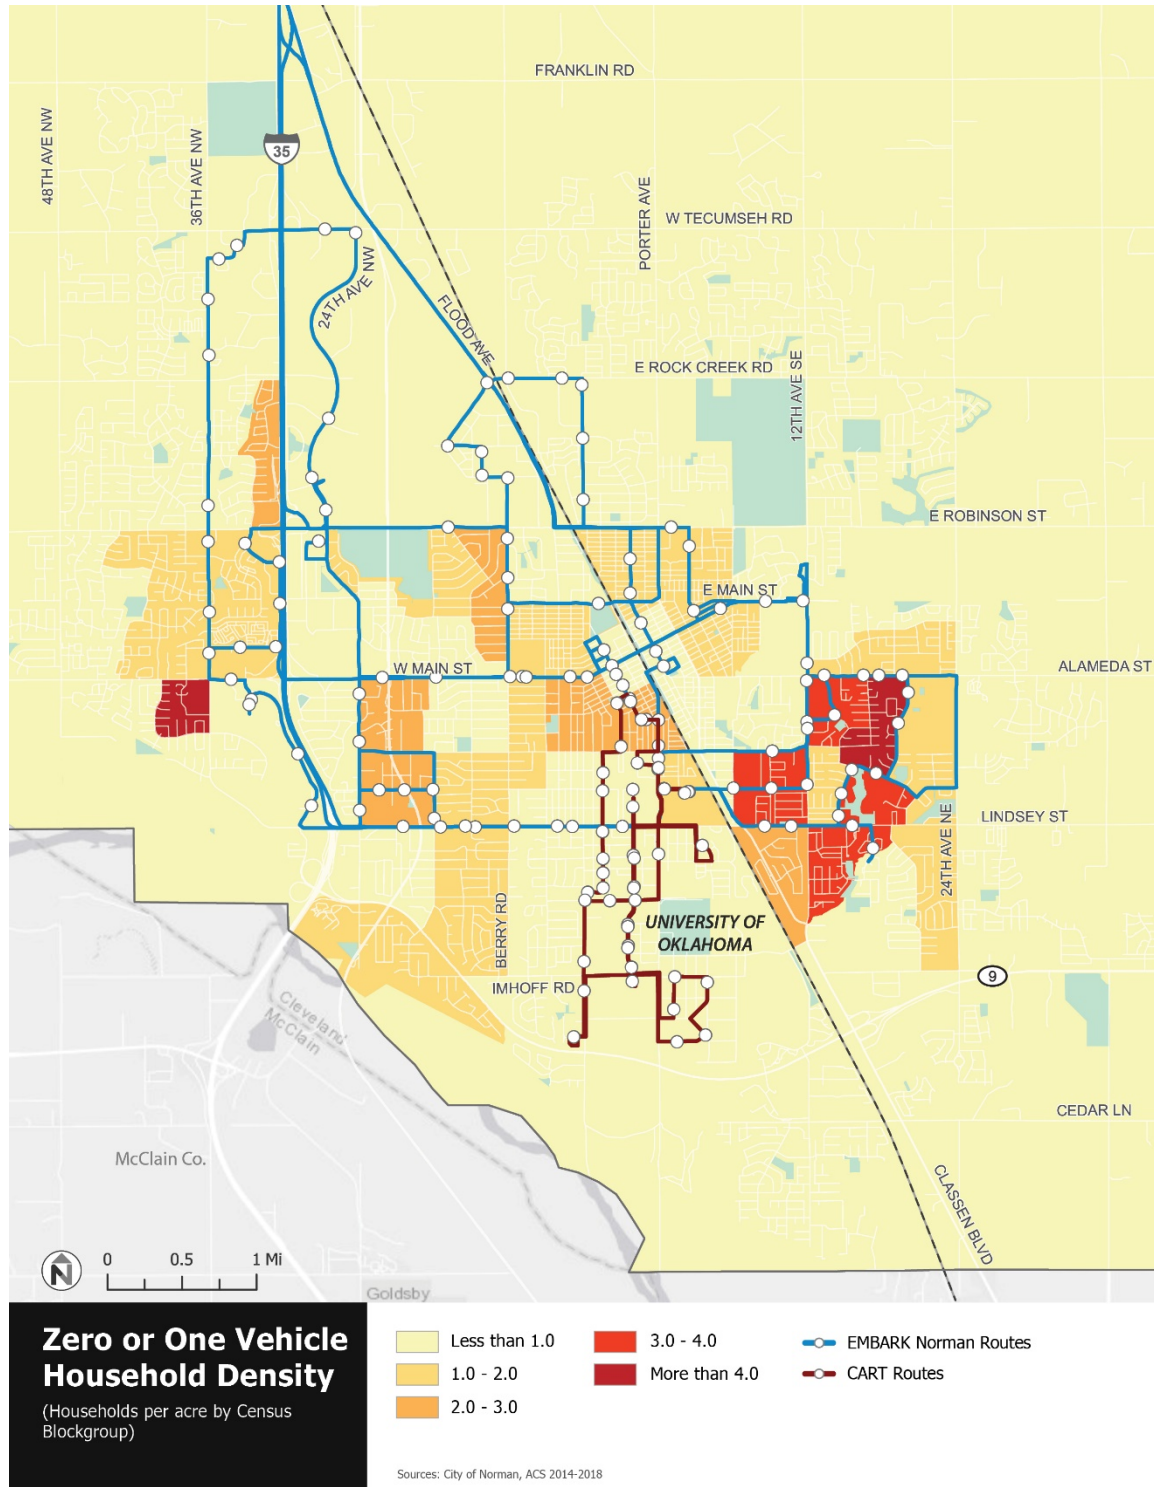 FRANKLIN RD
48TH AVE NW
36TH AVE NW
35
PORTER AVE
W TECUMSEH RD
24TH AVE NW
FLOOD AVE
E ROCK CREEK RD
12TH AVE SE
E ROBINSON ST
E MAIN ST
W MAIN ST
ALAMEDA ST
LINDSEY ST
24TH AVE NE
BERRY RD
UNIVERSITY OF
OKLAHOMA
IMHOFF RD
9
Cleveland
McClain
CEDAR LN
McClain Co.
CLASSEN BLVD
N
0 0.5 1 Mi
Goldsby
Zero or One Vehicle
Household Density
(Households per acre by Census
Blockgroup)
Less than 1.0
1.0 - 2.0
2.0 - 3.0
3.0 - 4.0
More than 4.0
EMBARK Norman Routes
CART Routes
Sources: City of Norman, ACS 2014-2018